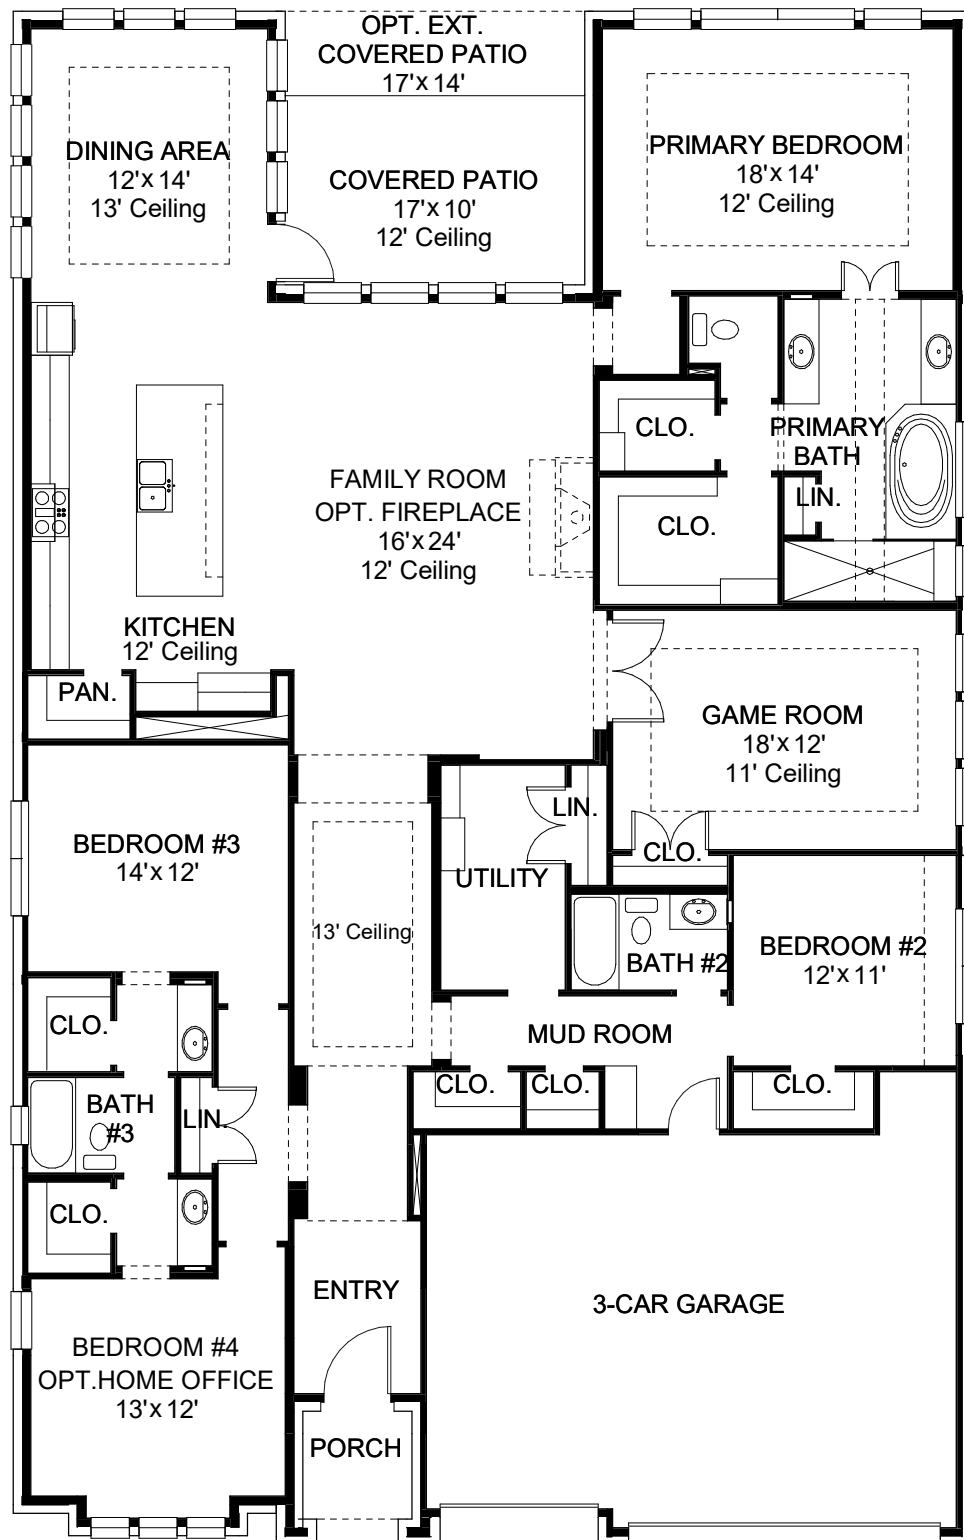 OPT. EXT.
COVERED PATIO
17'x 14'
DINING AREA
12'x 14'
13' Ceiling
COVERED PATIO
17'x 10'
12' Ceiling
PRIMARY BEDROOM
18'x 14'
12' Ceiling
CLO.
PRIMARY
BATH
LIN.
CLO.
FAMILY ROOM
OPT. FIREPLACE
16'x 24'
12' Ceiling
KITCHEN
12' Ceiling
PAN.
GAME ROOM
18'x 12'
11' Ceiling
LIN.
CLO.
BEDROOM #3
14'x 12'
UTILITY
13' Ceiling
BATH #2
BEDROOM #2
12'x 11'
CLO.
MUD ROOM
CLO.
CLO.
CLO.
BATH
#3
LIN.
CLO.
ENTRY
3-CAR GARAGE
BEDROOM #4
OPT.HOME OFFICE
13'x 12'
PORCH